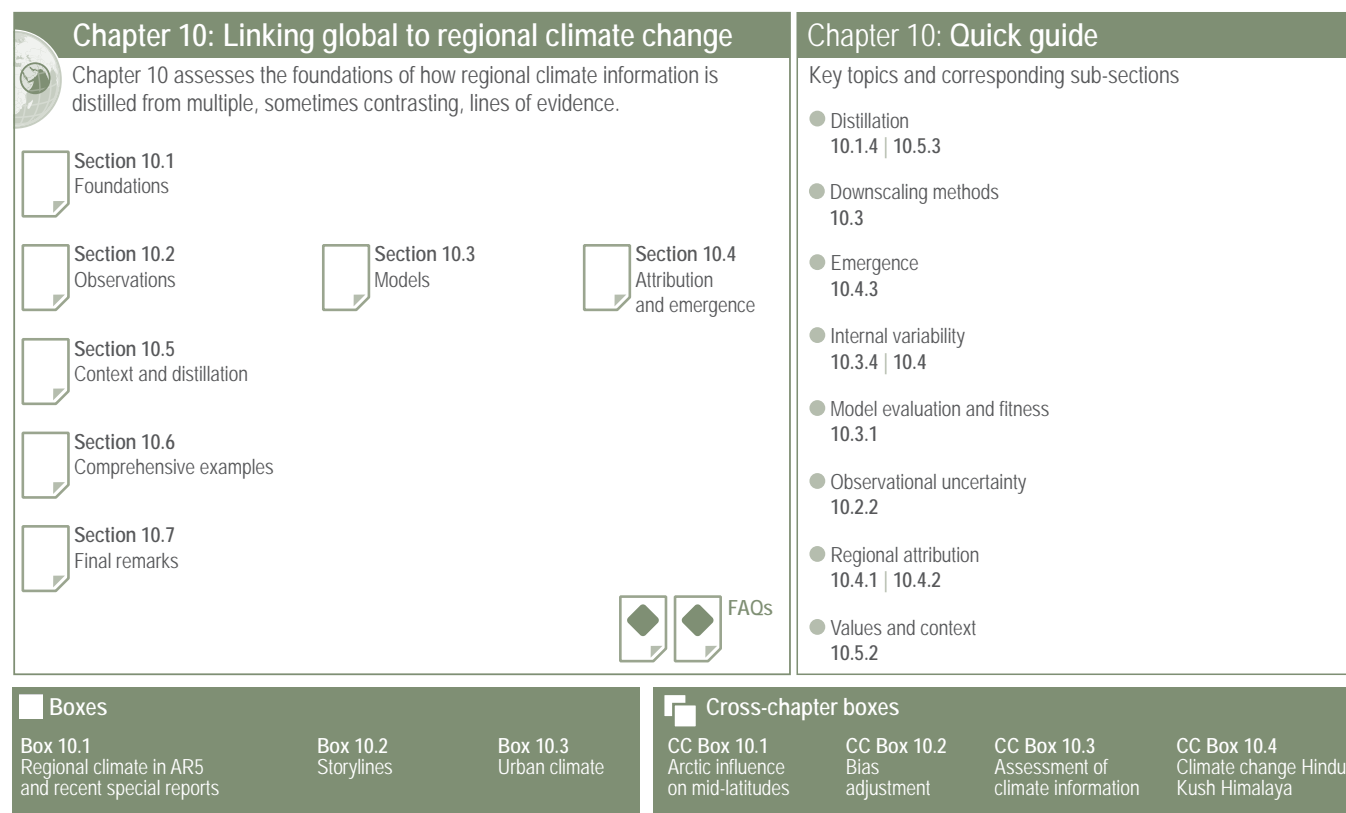 Chapter 10: Linking global to regional climate change
Chapter 10 assesses the foundations of how regional climate information is
distilled from multiple, sometimes contrasting, lines of evidence.
Section 10.1
Foundations
Section 10.2
Observations
Section 10.3
Models
Section 10.4
Attribution
and emergence
Section 10.5
Context and distillation
Section 10.6
Comprehensive examples
Section 10.7
Final remarks
FAQs
Chapter 10: Quick guide
Key topics and corresponding sub-sections
Distillation
10.1.4 | 10.5.3
Downscaling methods
10.3
Emergence
10.4.3
Internal variability
10.3.4 | 10.4
Model evaluation and fitness
10.3.1
Observational uncertainty
10.2.2
Regional attribution
10.4.1 | 10.4.2
Values and context
10.5.2
Boxes
Box 10.1
Regional climate in AR5
and recent special reports
Box 10.2
Storylines
Box 10.3
Urban climate
Cross-chapter boxes
CC Box 10.1
Arctic influence
on mid-latitudes
CC Box 10.2
Bias
adjustment
CC Box 10.3
Assessment of
climate information
CC Box 10.4
Climate change Hindu
Kush Himalaya